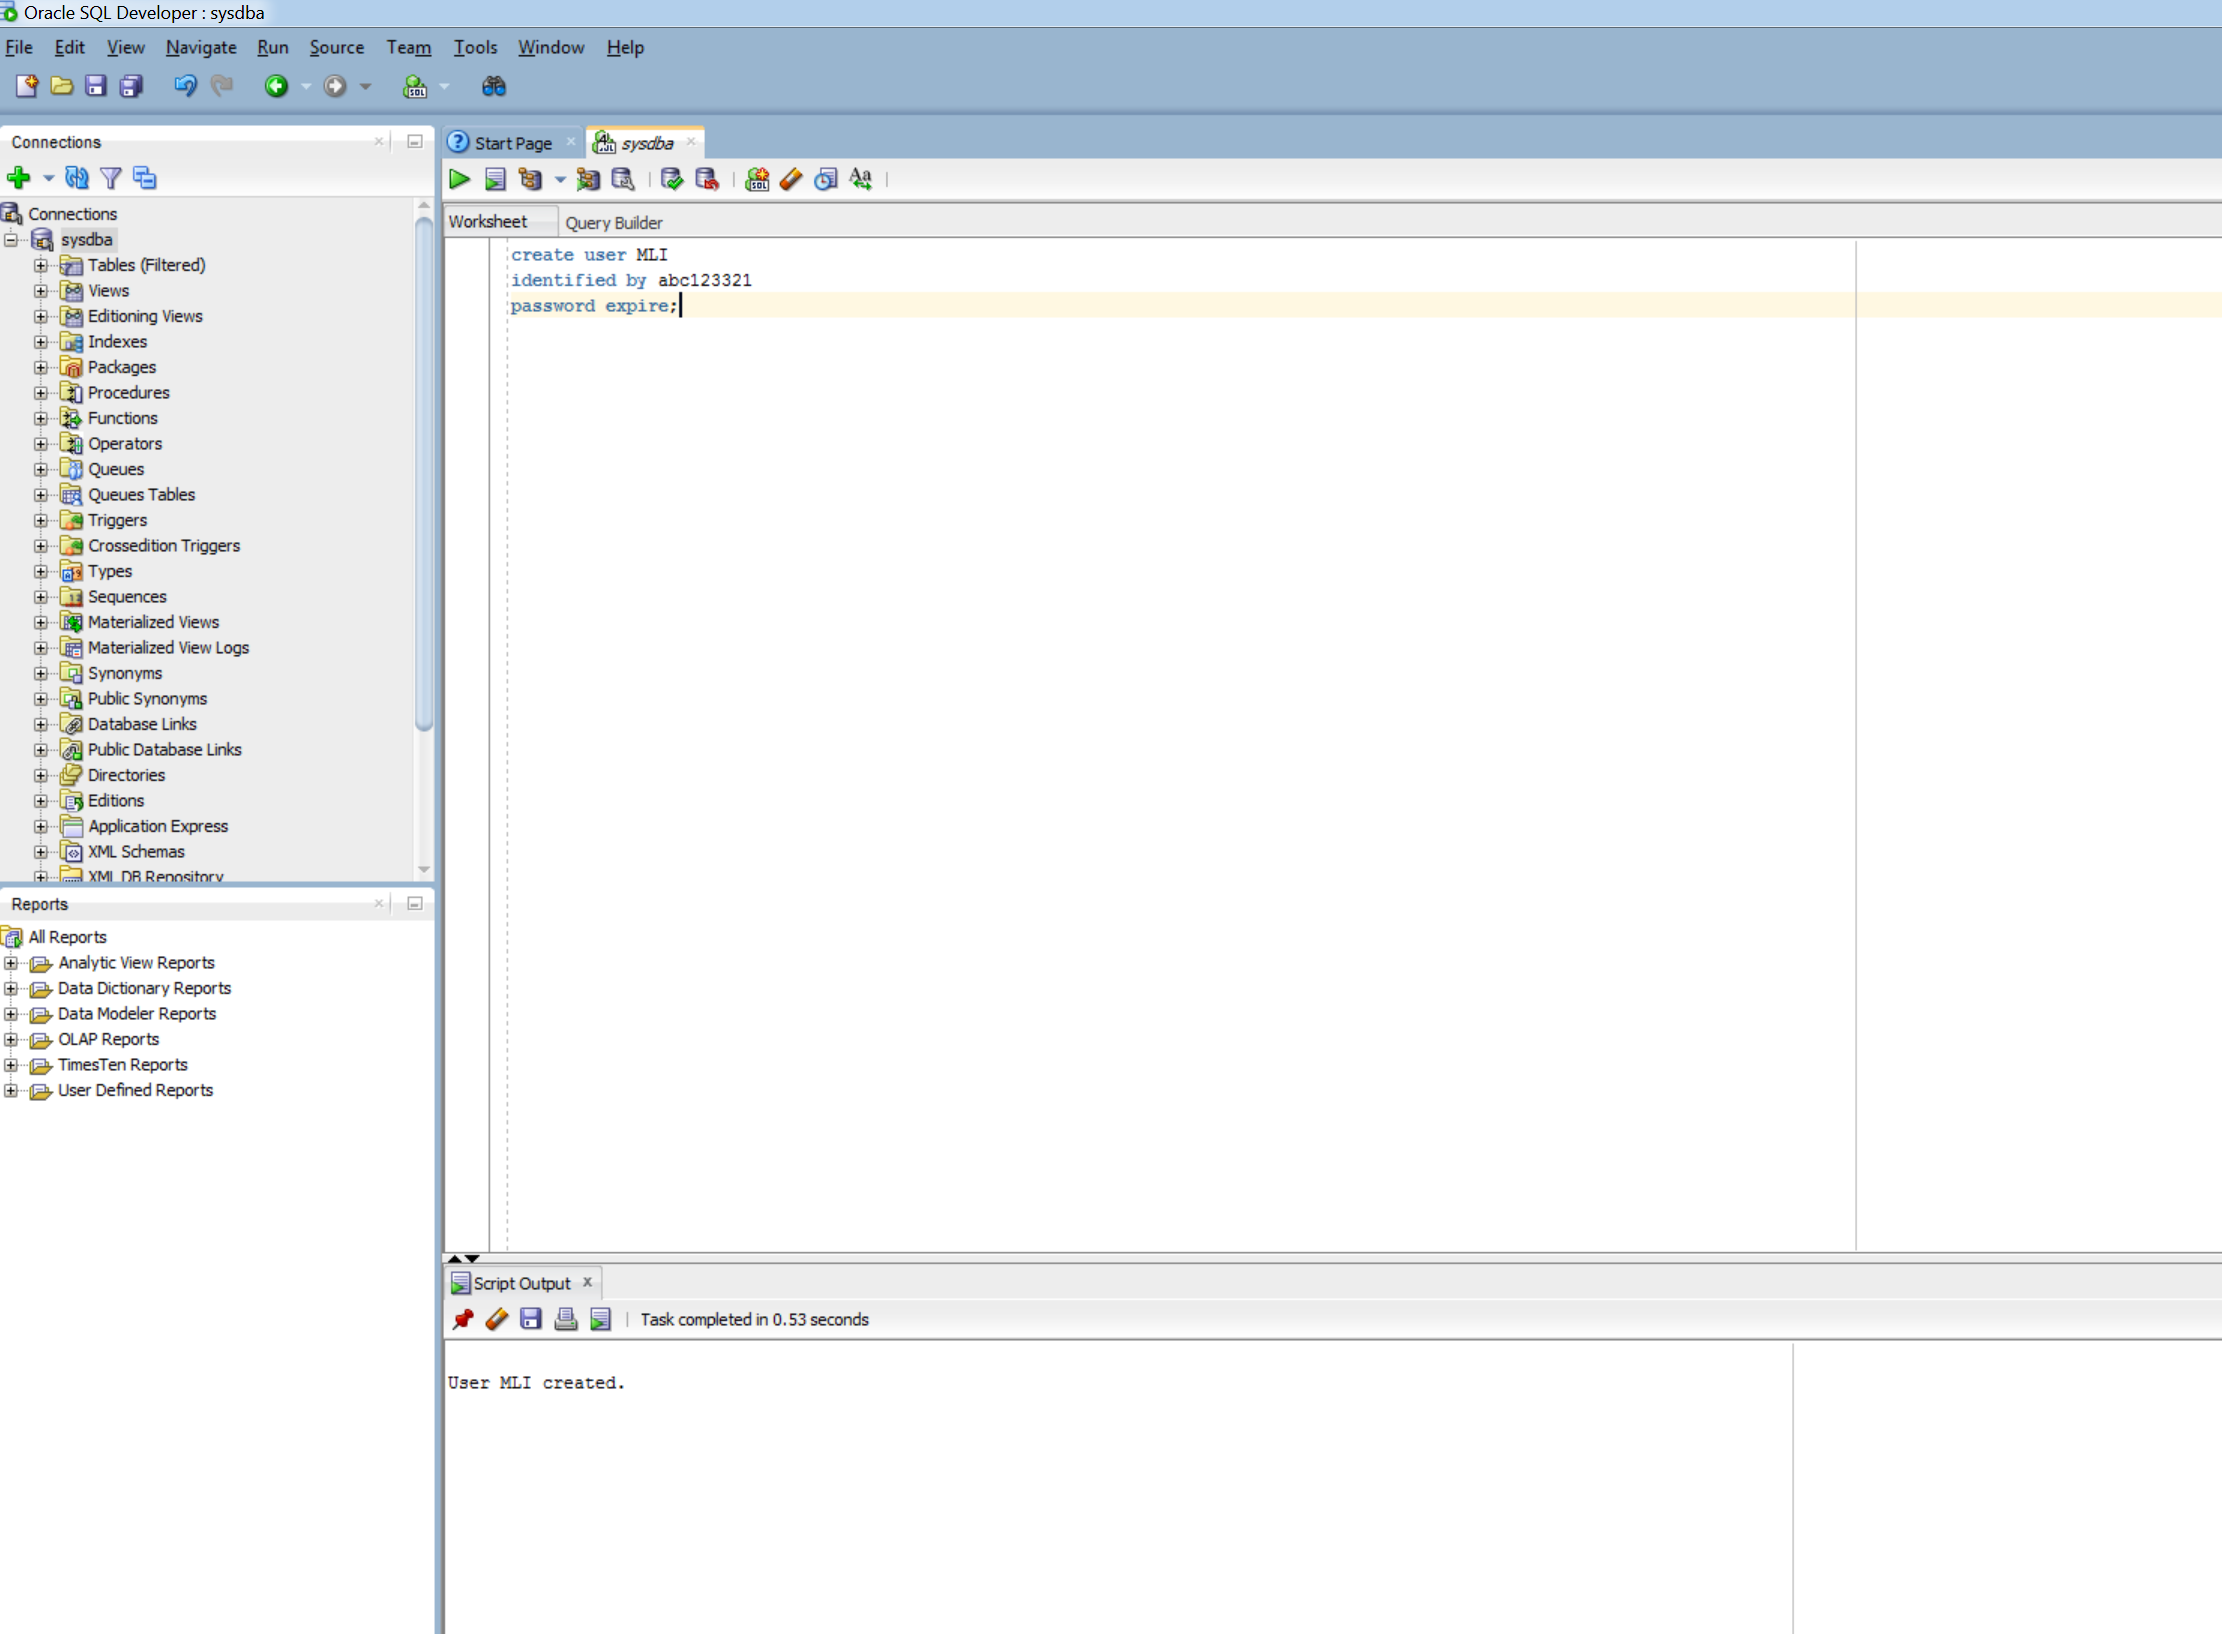 Oracle SQL Developer : sysdba
File Edit View Navigate Run Source Team Tools Window Help
Connections
Connections
sysdba
Tables (Filtered)
Views
Editioning Views
Indexes
Packages
Procedures
Functions
Operators
Queues
Queues Tables
Triggers
Crossedition Triggers
Types
Sequences
Materialized Views
Materialized View Logs
Synonyms
Public Synonyms
Database Links
Public Database Links
Directories
Editions
Application Express
XML Schemas
XML DB Repository
Reports
All Reports
Analytic View Reports
Data Dictionary Reports
Data Modeler Reports
OLAP Reports
TimesTen Reports
User Defined Reports
Start Page sysdba
Worksheet Query Builder
create user MLI
identified by abc123321
password expire;
Script Output
Task completed in 0.53 seconds
User MLI created.